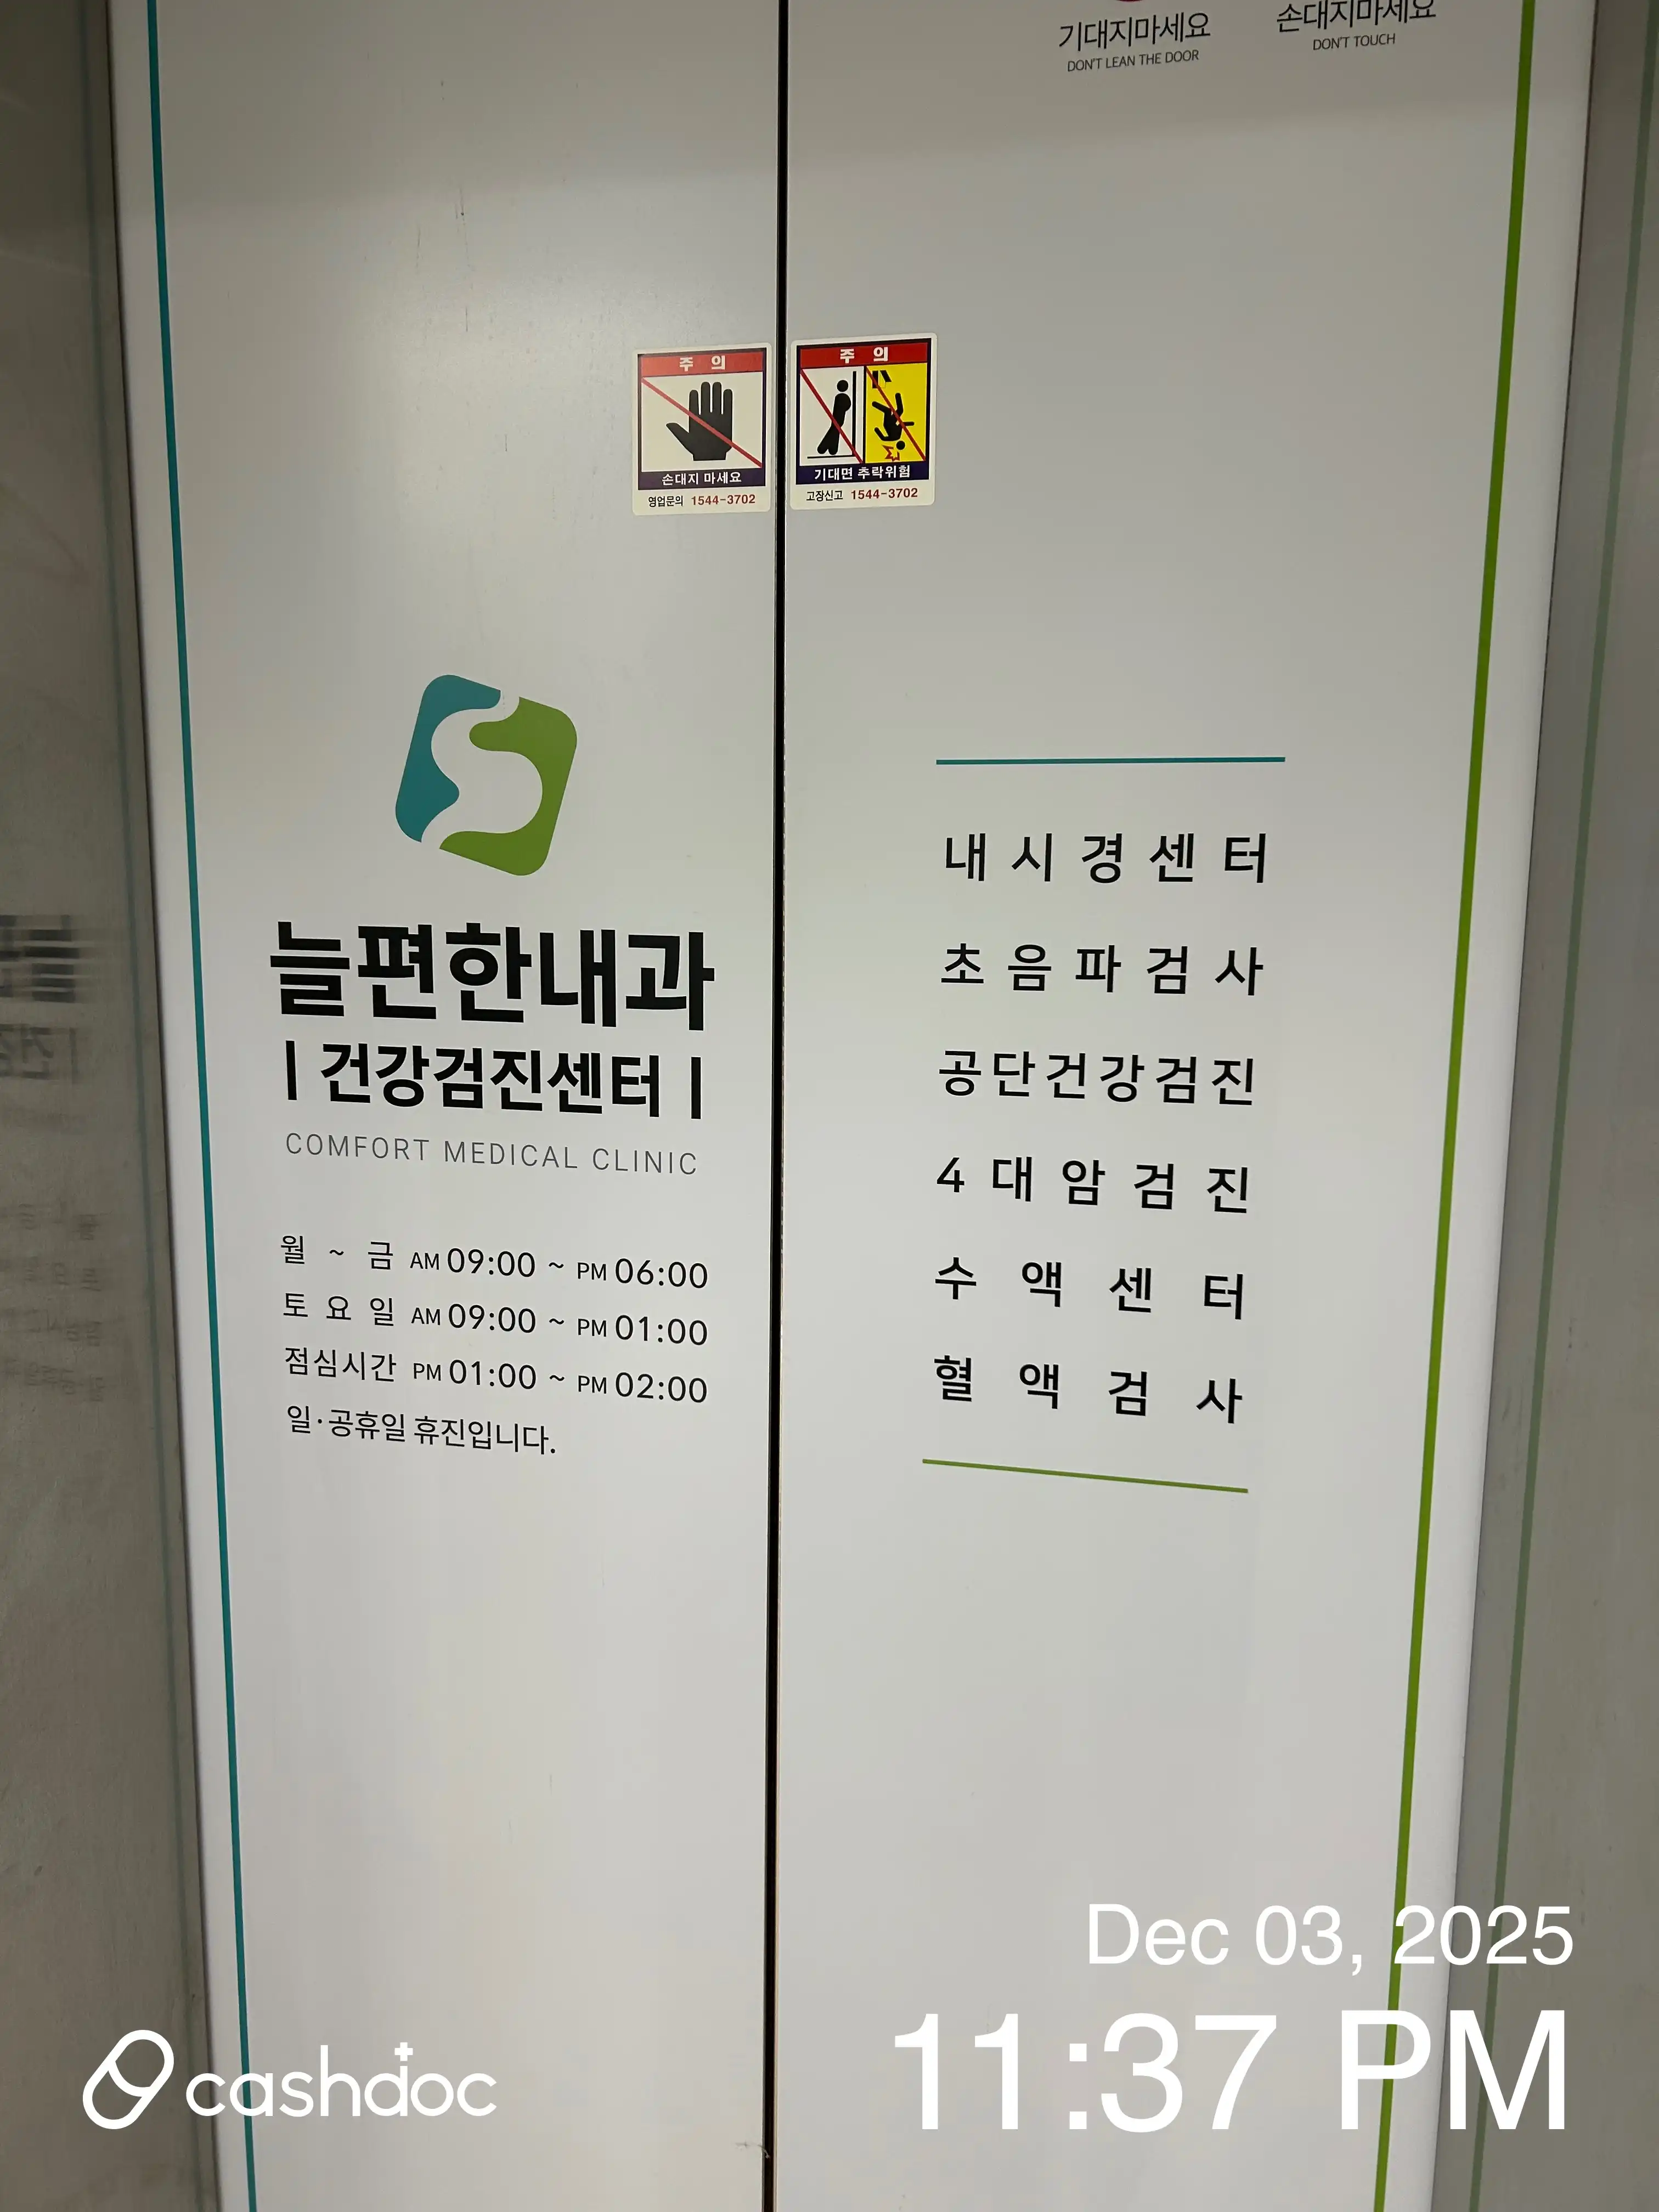 기대지마세요
DON'T LEAN THE DOOR
손대지마세요
DON'T TOUCH
주 의
손대지 마세요
영업문의 1544-3702
주 의
기대면 추락위험
고장신고 1544-3702
늘편한내과
| 건강검진센터 |
COMFORT MEDICAL CLINIC
월 ~ 금 AM 09:00 ~ PM 06:00
토 요 일 AM 09:00 ~ PM 01:00
점심시간 PM 01:00 ~ PM 02:00
일·공휴일 휴진입니다.
내시경센터
초음파검사
공단건강검진
4대암검진
수액센터
혈액검사
Dec 03, 2025
11:37 PM
cashdoc